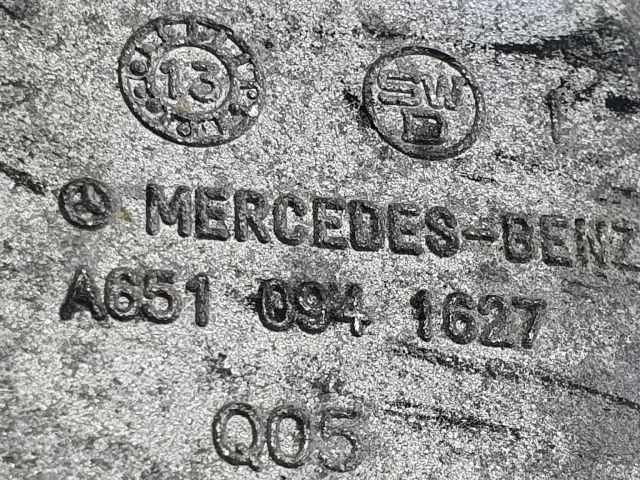 13
SW
D
MERCEDES-BENZ
A651 094 1627
Q05